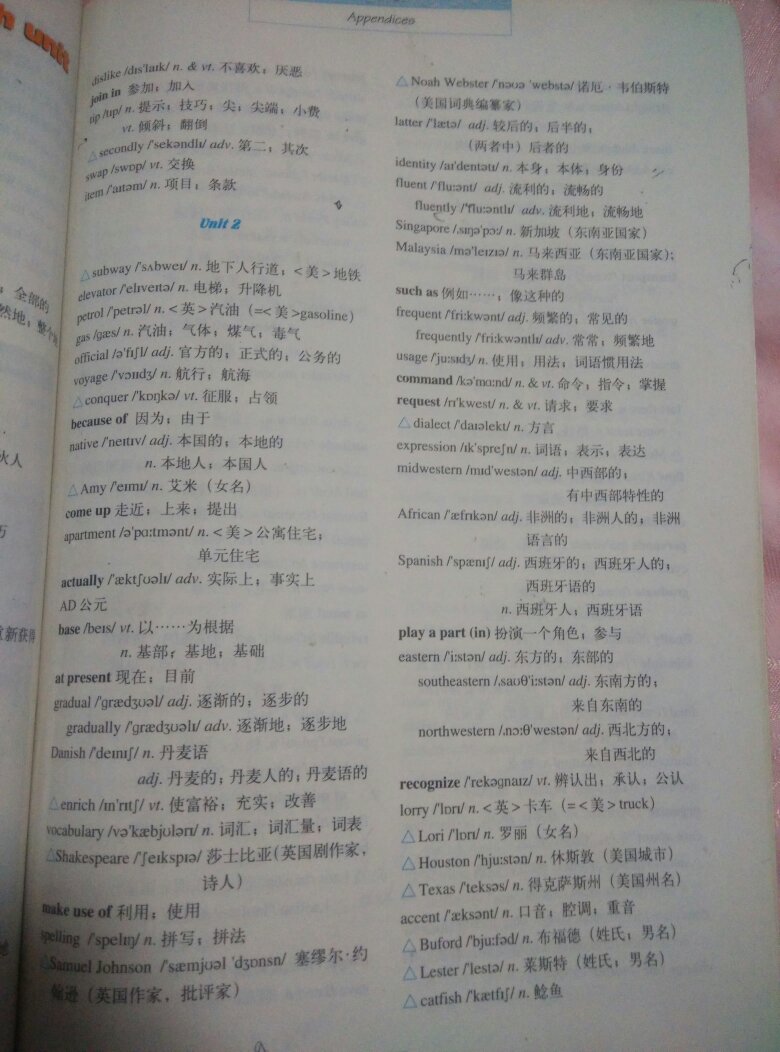 Appendices
dislike /dɪs'laɪk/ n. & vt. 不喜欢；厌恶
join in 参加；加入
tip /tɪp/ n. 提示；技巧；尖；尖端；小费
vt. 倾斜；翻倒
△secondly /'sekəndlɪ/ adv. 第二；其次
swap /swɒp/ vt. 交换
item /'aɪtəm/ n. 项目；条款
Unit 2
△subway /'sʌbweɪ/ n. 地下人行道；<美>地铁
elevator /'elɪveɪtə/ n. 电梯；升降机
petrol /'petrəl/ n.<英>汽油（=<美>gasoline）
gas /gæs/ n. 汽油；气体；煤气；毒气
official /ə'fɪʃl/ adj. 官方的；正式的；公务的
voyage /'vɔɪɪdʒ/ n. 航行；航海
△conquer /'kɒŋkə/ vt. 征服；占领
because of 因为；由于
native /'neɪtɪv/ adj. 本国的；本地的
n. 本地人；本国人
△Amy /'eɪmɪ/ n. 艾米（女名）
come up 走近；上来；提出
apartment /ə'pɑ:tmənt/ n.<美>公寓住宅；
单元住宅
actually /'æktʃʊəlɪ/ adv. 实际上；事实上
AD公元
base /beɪs/ vt. 以……为根据
n. 基部；基地；基础
at present 现在；目前
gradual /'grædʒʊəl/ adj. 逐渐的；逐步的
gradually /'grædʒʊəlɪ/ adv. 逐渐地；逐步地
Danish /'deɪnɪʃ/ n. 丹麦语
adj. 丹麦的；丹麦人的；丹麦语的
△enrich /ɪn'rɪtʃ/ vt. 使富裕；充实；改善
vocabulary /və'kæbjʊlərɪ/ n. 词汇；词汇量；词表
△Shakespeare /'ʃeɪkspɪə/ 莎士比亚(英国剧作家，
诗人）
make use of 利用；使用
spelling /'spelɪŋ/ n. 拼写；拼法
△Samuel Johnson /'sæmjʊəl 'dʒɒnsn/ 塞缪尔·约
翰逊（英国作家，批评家）
△Noah Webster /'nəʊə 'webstə/ 诺厄·韦伯斯特
（美国词典编纂家）
latter /'lætə/ adj. 较后的；后半的；
（两者中）后者的
identity /aɪ'dentətɪ/ n. 本身；本体；身份
fluent /'flu:ənt/ adj. 流利的；流畅的
fluently /'flu:əntlɪ/ adv. 流利地；流畅地
Singapore /ˌsɪŋə'pɔ:/ n. 新加坡（东南亚国家）
Malaysia /mə'leɪzɪə/ n. 马来西亚（东南亚国家）；
马来群岛
such as 例如……；像这种的
frequent /'fri:kwənt/ adj. 频繁的；常见的
frequently /'fri:kwəntlɪ/ adv. 常常；频繁地
usage /'ju:sɪdʒ/ n. 使用；用法；词语惯用法
command /kə'mɑ:nd/ n. & vt. 命令；指令；掌握
request /rɪ'kwest/ n. & vt. 请求；要求
△dialect /'daɪəlekt/ n. 方言
expression /ɪk'spreʃn/ n. 词语；表示；表达
midwestern /mɪd'westən/ adj. 中西部的；
有中西部特性的
African /'æfrɪkən/ adj. 非洲的；非洲人的；非洲
语言的
Spanish /'spænɪʃ/ adj. 西班牙的；西班牙人的；
西班牙语的
n. 西班牙人；西班牙语
play a part (in) 扮演一个角色；参与
eastern /'i:stən/ adj. 东方的；东部的
southeastern /ˌsaʊθ'i:stən/ adj. 东南方的；
来自东南的
northwestern /ˌnɔ:θ'westən/ adj. 西北方的；
来自西北的
recognize /'rekəgnaɪz/ vt. 辨认出；承认；公认
lorry /'lɒrɪ/ n.<英>卡车（=<美>truck）
△Lori /'lɒrɪ/ n. 罗丽（女名）
△Houston /'hju:stən/ n. 休斯敦（美国城市）
△Texas /'teksəs/ n. 得克萨斯州（美国州名）
accent /'æksənt/ n. 口音；腔调；重音
△Buford /'bju:fəd/ n. 布福德（姓氏；男名）
△Lester /'lestə/ n. 莱斯特（姓氏；男名）
△catfish /'kætfɪʃ/ n. 鲶鱼